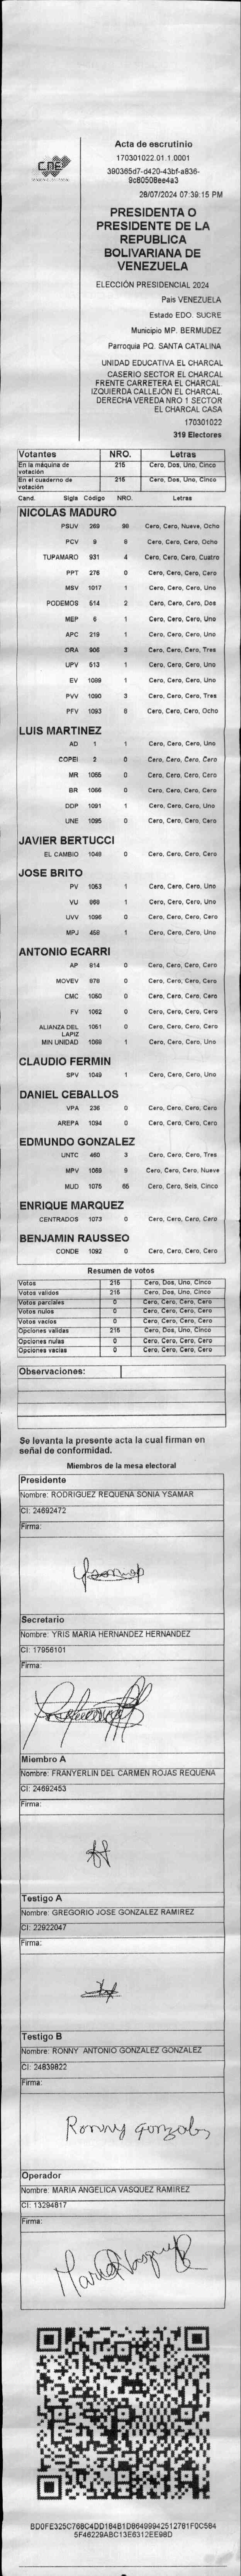 CNE
Acta de escrutinio
170301022.01.1.0001
390365d7-d420-43bf-a836-
9c60508ee4a3
28/07/2024 07:39:15 PM
PRESIDENTA O
PRESIDENTE DE LA
REPUBLICA
BOLIVARIANA DE
VENEZUELA
ELECCIÓN PRESIDENCIAL 2024
Pais VENEZUELA
Estado EDO. SUCRE
Municipio MP. BERMUDEZ
Parroquia PQ. SANTA CATALINA
UNIDAD EDUCATIVA EL CHARCAL
CASERIO SECTOR EL CHARCAL
FRENTE CARRETERA EL CHARCAL.
IZQUIERDA CALLEJÓN EL CHARCAL.
DERECHA VEREDA NRO 1 SECTOR
EL CHARCAL CASA
170301022
319 Electores
Votantes NRO. Letras
En la máquina de votación 215 Cero, Dos, Uno, Cinco
En el cuaderno de votación 215 Cero, Dos, Uno, Cinco
Cand. Sigla Código NRO. Letras
NICOLAS MADURO
PSUV 269 98 Cero, Cero, Nueve, Ocho
PCV 9 8 Cero, Cero, Cero, Ocho
TUPAMARO 931 4 Cero, Cero, Cero, Cuatro
PPT 276 0 Cero, Cero, Cero, Cero
MSV 1017 1 Cero, Cero, Cero, Uno
PODEMOS 514 2 Cero, Cero, Cero, Dos
MEP 6 1 Cero, Cero, Cero, Uno
APC 219 1 Cero, Cero, Cero, Uno
ORA 906 3 Cero, Cero, Cero, Tres
UPV 513 1 Cero, Cero, Cero, Uno
EV 1089 1 Cero, Cero, Cero, Uno
PVV 1090 3 Cero, Cero, Cero, Tres
PFV 1093 8 Cero, Cero, Cero, Ocho
LUIS MARTINEZ
AD 1 1 Cero, Cero, Cero, Uno
COPEI 2 0 Cero, Cero, Cero, Cero
MR 1065 0 Cero, Cero, Cero, Cero
BR 1066 0 Cero, Cero, Cero, Cero
DDP 1091 1 Cero, Cero, Cero, Uno
UNE 1095 0 Cero, Cero, Cero, Cero
JAVIER BERTUCCI
EL CAMBIO 1048 0 Cero, Cero, Cero, Cero
JOSE BRITO
PV 1053 1 Cero, Cero, Cero, Uno
VU 968 1 Cero, Cero, Cero, Uno
UVV 1096 0 Cero, Cero, Cero, Cero
MPJ 459 1 Cero, Cero, Cero, Uno
ANTONIO ECARRI
AP 914 0 Cero, Cero, Cero, Cero
MOVEV 978 0 Cero, Cero, Cero, Cero
CMC 1050 0 Cero, Cero, Cero, Cero
FV 1062 0 Cero, Cero, Cero, Cero
ALIANZA DEL LAPIZ 1051 0 Cero, Cero, Cero, Cero
MIN UNIDAD 1069 1 Cero, Cero, Cero, Uno
CLAUDIO FERMIN
SPV 1049 1 Cero, Cero, Cero, Uno
DANIEL CEBALLOS
VPA 236 0 Cero, Cero, Cero, Cero
AREPA 1094 0 Cero, Cero, Cero, Cero
EDMUNDO GONZALEZ
UNTC 460 3 Cero, Cero, Cero, Tres
MPV 1069 9 Cero, Cero, Cero, Nueve
MUD 1075 65 Cero, Cero, Seis, Cinco
ENRIQUE MARQUEZ
CENTRADOS 1073 0 Cero, Cero, Cero, Cero
BENJAMIN RAUSSEO
CONDE 1092 0 Cero, Cero, Cero, Cero
Resumen de votos
Votos 215 Cero, Dos, Uno, Cinco
Votos validos 215 Cero, Dos, Uno, Cinco
Votos parciales 0 Cero, Cero, Cero, Cero
Votos nulos 0 Cero, Cero, Cero, Cero
Votos vacios 0 Cero, Cero, Cero, Cero
Opciones validas 215 Cero, Dos, Uno, Cinco
Opciones nulas 0 Cero, Cero, Cero, Cero
Opciones vacias 0 Cero, Cero, Cero, Cero
Observaciones:
Se levanta la presente acta la cual firman en
señal de conformidad.
Miembros de la mesa electoral
Presidente
Nombre: RODRIGUEZ REQUENA SONIA YSAMAR
CI: 24692472
Firma:
Secretario
Nombre: YRIS MARIA HERNANDEZ HERNANDEZ
CI: 17956101
Firma:
Miembro A
Nombre: FRANYERLIN DEL CARMEN ROJAS REQUENA
CI: 24692453
Firma:
Testigo A
Nombre: GREGORIO JOSE GONZALEZ RAMIREZ
CI: 22922047
Firma:
Testigo B
Nombre: RONNY ANTONIO GONZALEZ GONZALEZ
CI: 24839822
Firma:
Ronny Gonzalez
Operador
Nombre: MARIA ANGELICA VASQUEZ RAMIREZ
CI: 13294817
Firma:
Maria Vasquez
BD0FE325C768C4DD184B1D86499942512781F0C584
5F46229ABC13E6312EE98D